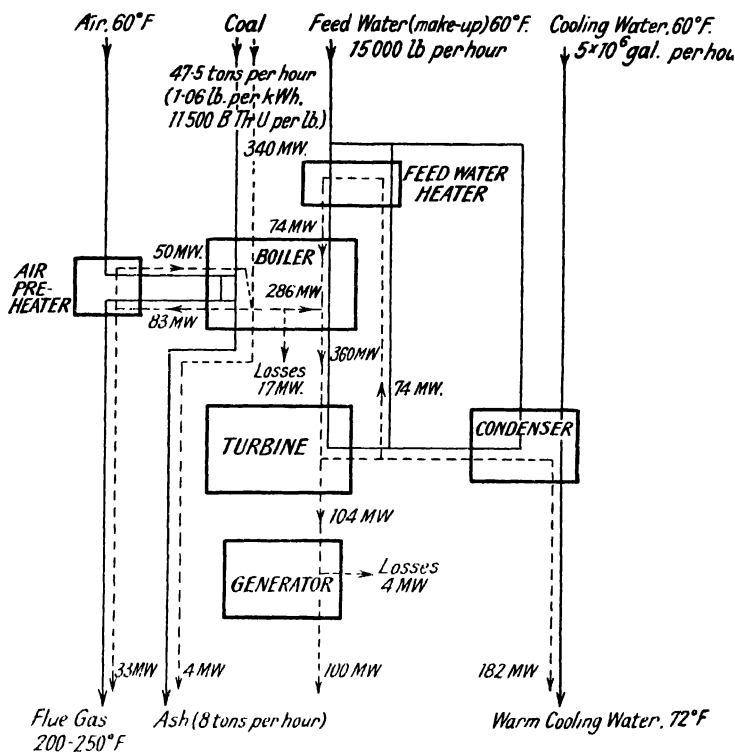 Air, 60°F
Coal
Feed Water (make-up) 60°F.
15000 lb per hour
Cooling Water, 60°F.
5×10⁶ gal. per hou
47·5 tons per hour
(1·06 lb. per kWh,
11500 B Th U per lb.)
340 MW.
FEED WATER
HEATER
74 MW
BOILER
50 MW.
AIR
PRE-
HEATER
286 MW
83 MW
Losses
17 MW.
360 MW
74 MW.
TURBINE
CONDENSER
104 MW
GENERATOR
Losses
4 MW
33 MW
4 MW
100 MW
182 MW
Flue Gas
200-250°F
Ash (8 tons per hour)
Warm Cooling Water, 72°F